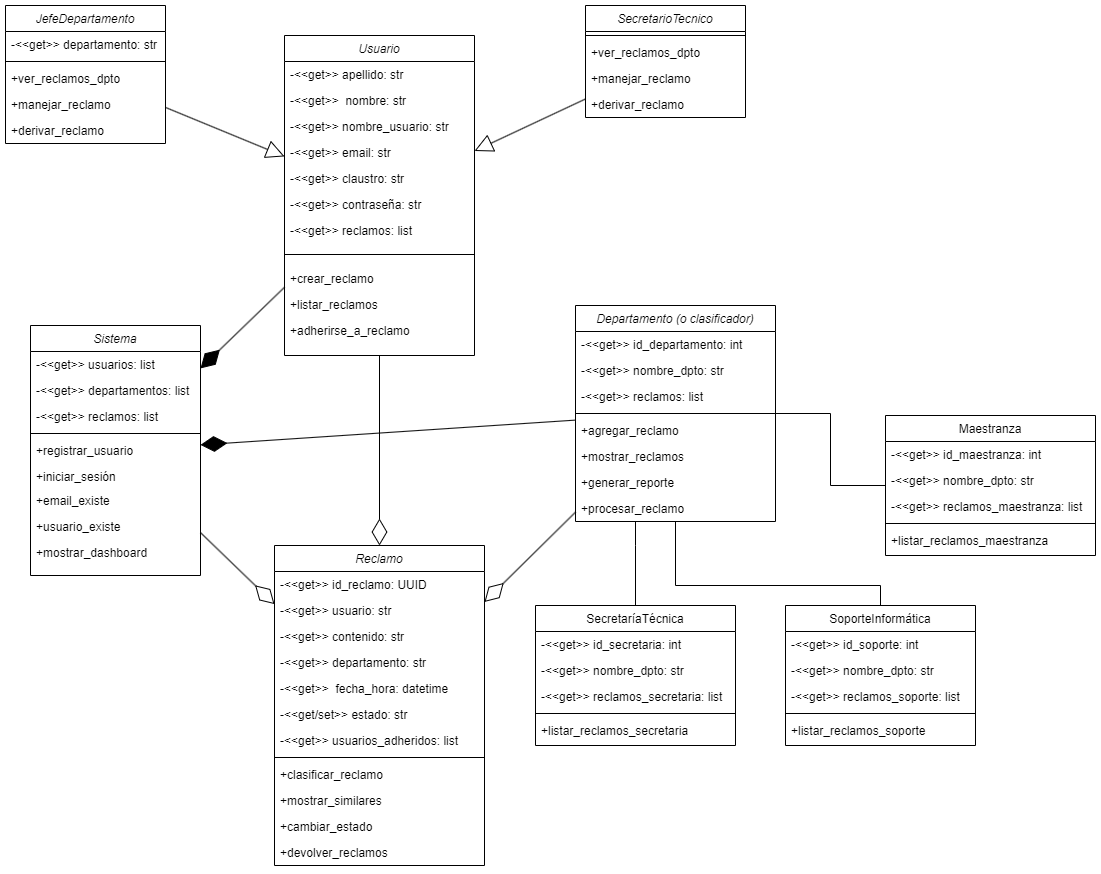 JefeDepartamento
-<<get>> departamento: str
+ver_reclamos_dpto
+manejar_reclamo
+derivar_reclamo
Usuario
-<<get>> apellido: str
-<<get>> nombre: str
-<<get>> nombre_usuario: str
-<<get>> email: str
-<<get>> claustro: str
-<<get>> contraseña: str
-<<get>> reclamos: list
+crear_reclamo
+listar_reclamos
+adherirse_a_reclamo
SecretarioTecnico
+ver_reclamos_dpto
+manejar_reclamo
+derivar_reclamo
Sistema
-<<get>> usuarios: list
-<<get>> departamentos: list
-<<get>> reclamos: list
+registrar_usuario
+iniciar_sesión
+email_existe
+usuario_existe
+mostrar_dashboard
Departamento (o clasificador)
-<<get>> id_departamento: int
-<<get>> nombre_dpto: str
-<<get>> reclamos: list
+agregar_reclamo
+mostrar_reclamos
+generar_reporte
+procesar_reclamo
Maestranza
-<<get>> id_maestranza: int
-<<get>> nombre_dpto: str
-<<get>> reclamos_maestranza: list
+listar_reclamos_maestranza
Reclamo
-<<get>> id_reclamo: UUID
-<<get>> usuario: str
-<<get>> contenido: str
-<<get>> departamento: str
-<<get>> fecha_hora: datetime
-<<get/set>> estado: str
-<<get>> usuarios_adheridos: list
+clasificar_reclamo
+mostrar_similares
+cambiar_estado
+devolver_reclamos
SecretaríaTécnica
-<<get>> id_secretaria: int
-<<get>> nombre_dpto: str
-<<get>> reclamos_secretaria: list
+listar_reclamos_secretaria
SoporteInformática
-<<get>> id_soporte: int
-<<get>> nombre_dpto: str
-<<get>> reclamos_soporte: list
+listar_reclamos_soporte